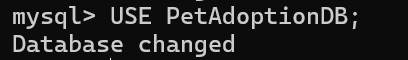 mysql> USE PetAdoptionDB;
Database changed